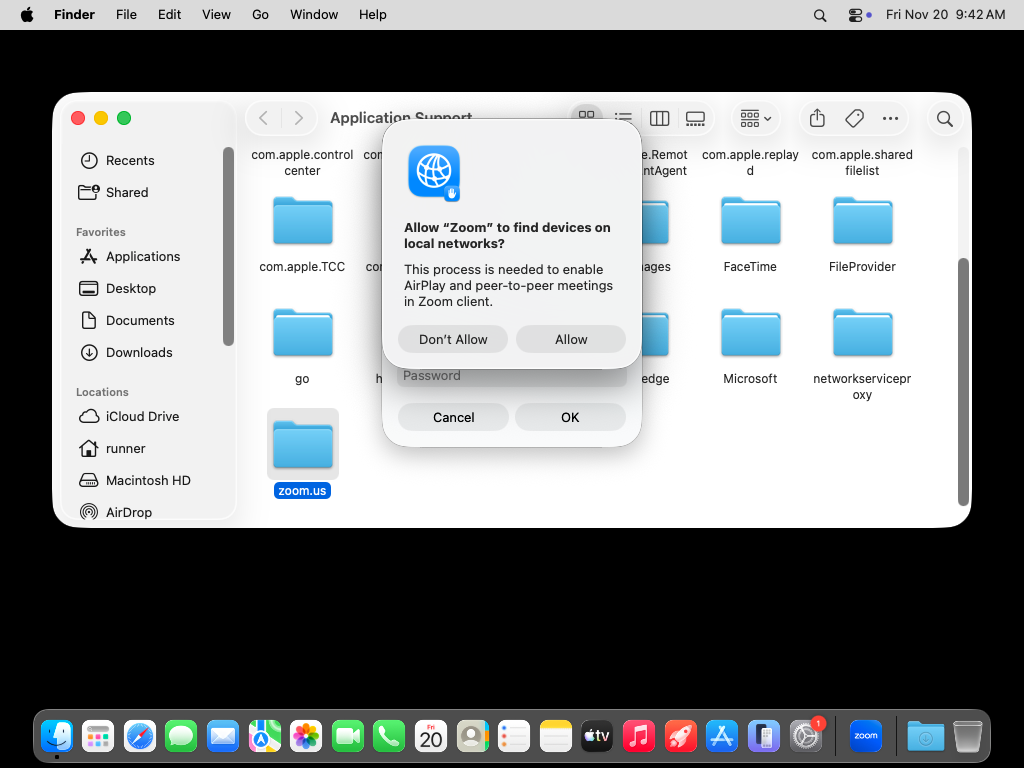 Finder File Edit View Go Window Help Fri Nov 20 9:42 AM
Application Support
Recents
Shared
Favorites
Applications
Desktop
Documents
Downloads
Locations
iCloud Drive
runner
Macintosh HD
AirDrop
com.apple.control
center
com.apple.replay
d
com.apple.shared
filelist
com.apple.TCC
FaceTime
FileProvider
go
Microsoft
networkservicepr
oxy
zoom.us
Allow “Zoom” to find devices on
local networks?
This process is needed to enable
AirPlay and peer-to-peer meetings
in Zoom client.
Don’t Allow Allow
Password
Cancel OK
Fri
20
tv
1
zoom